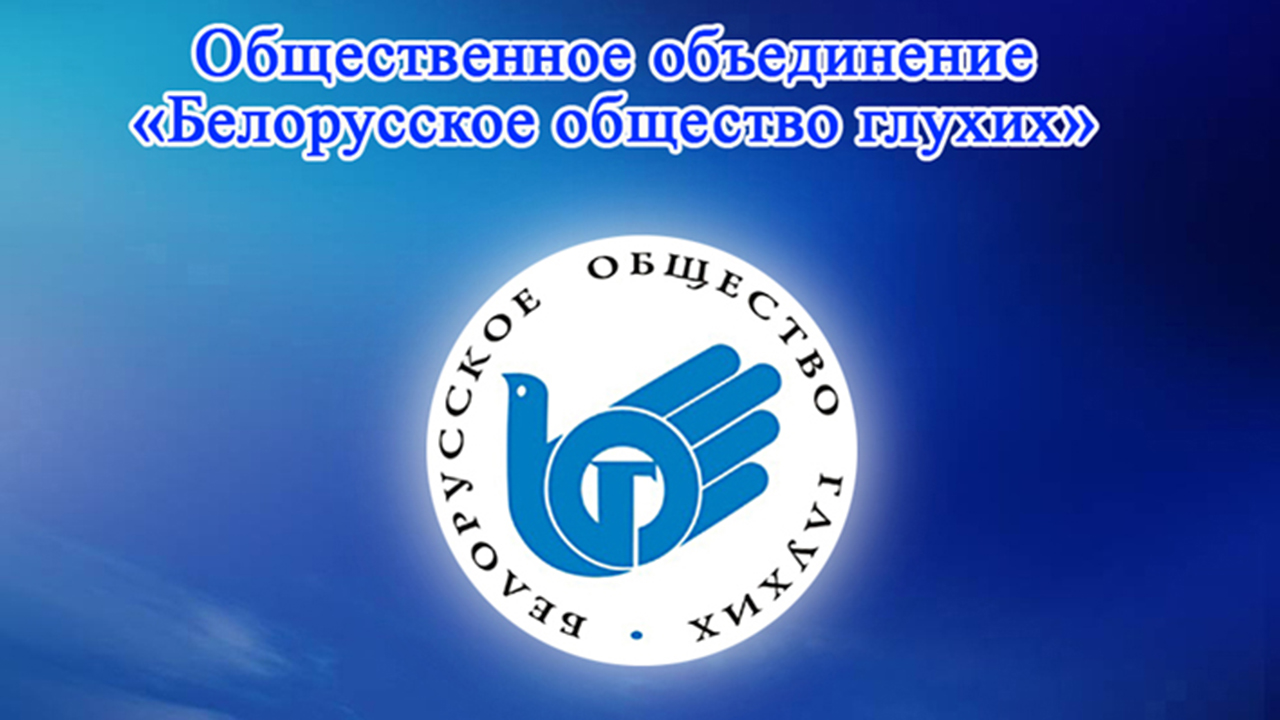 Общественное объединение
«Белорусское общество глухих»
БЕЛОРУССКОЕ ОБЩЕСТВО ГЛУХИХ